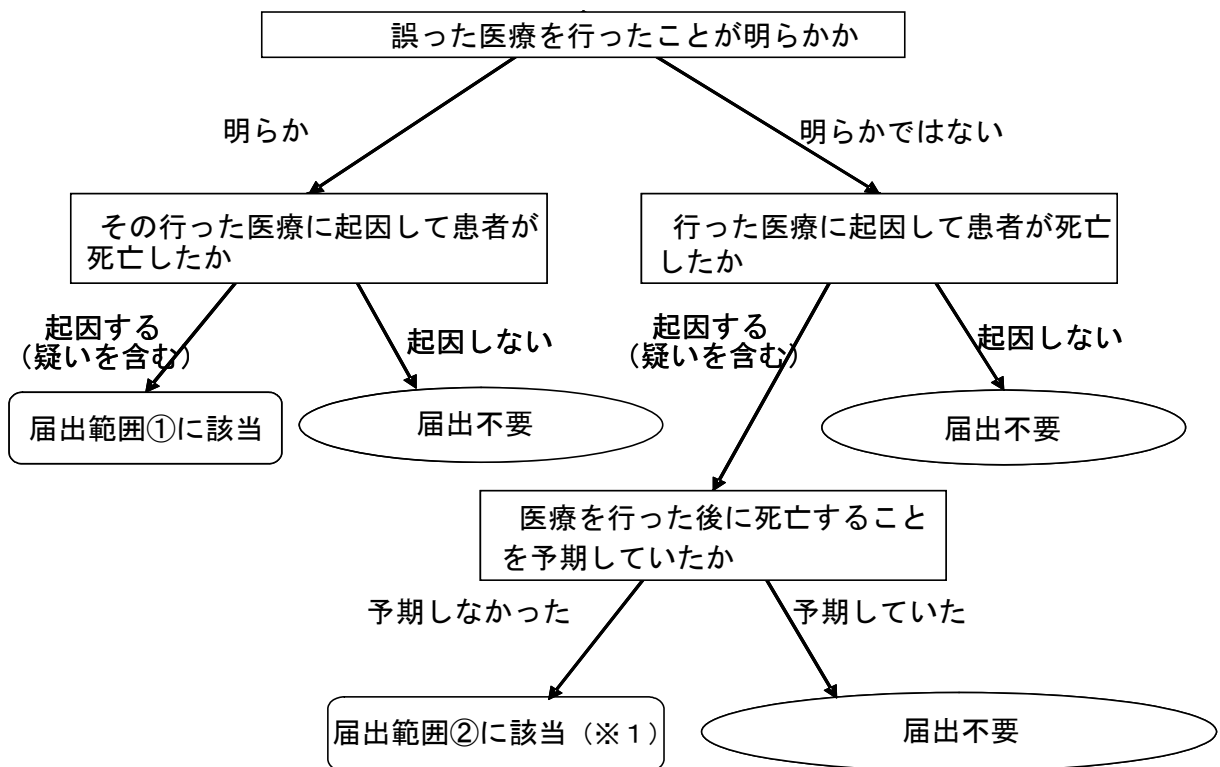 誤った医療を行ったことが明らかか
明らか
明らかではない
その行った医療に起因して患者が
死亡したか
行った医療に起因して患者が死亡
したか
起因する
（疑いを含む）
起因しない
起因する
（疑いを含む）
起因しない
届出範囲①に該当
届出不要
届出不要
医療を行った後に死亡すること
を予期していたか
予期しなかった
予期していた
届出範囲②に該当（※１）
届出不要